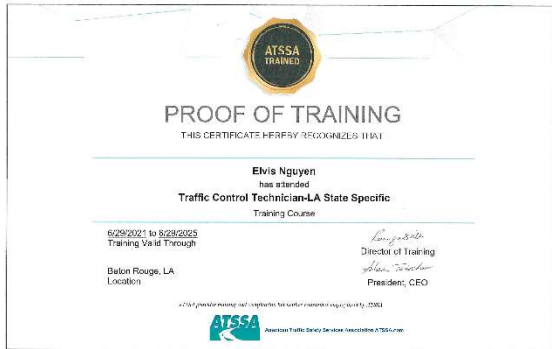 ATSSA
TRAINED
PROOF OF TRAINING
THIS CERTIFICATE HEREBY RECOGNIZES THAT
Elvis Nguyen
has attended
Traffic Control Technician-LA State Specific
Training Course
6/29/2021 to 6/29/2025
Training Valid Through
Director of Training
Baton Rouge, LA
Location
President, CEO
ATSSA
American Traffic Safety Services Association ATSSA.com